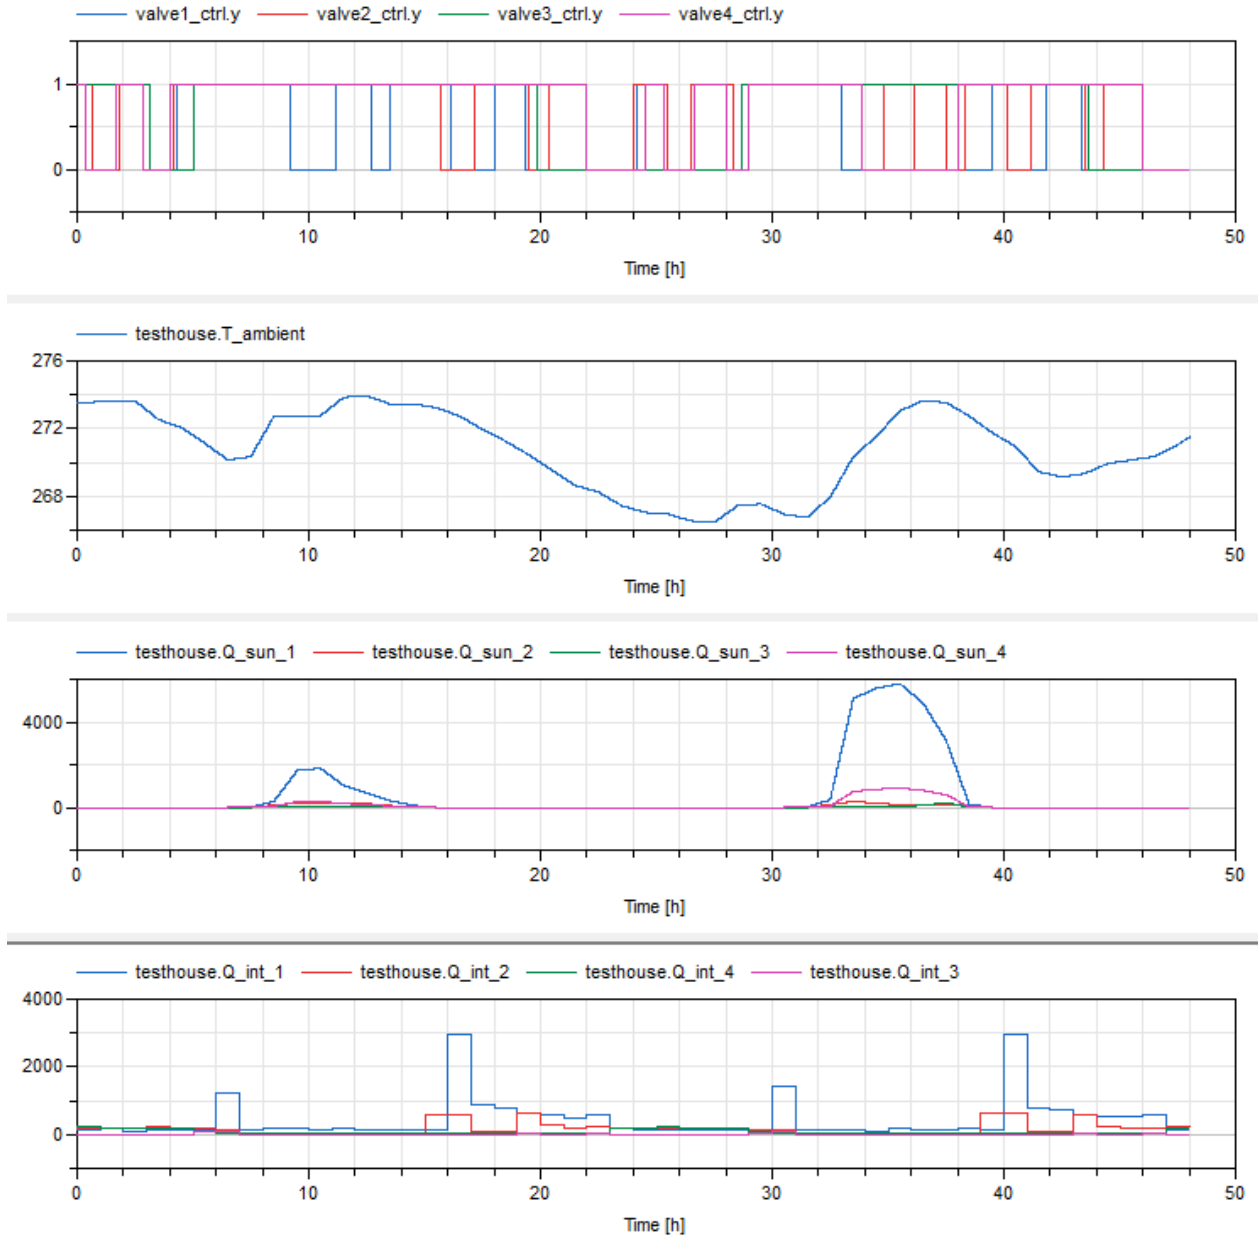 valve1_ctrl.y valve2_ctrl.y valve3_ctrl.y valve4_ctrl.y
1
0
0 10 20 30 40 50
Time [h]
testhouse.T_ambient
276
272
268
0 10 20 30 40 50
Time [h]
testhouse.Q_sun_1 testhouse.Q_sun_2 testhouse.Q_sun_3 testhouse.Q_sun_4
4000
0
0 10 20 30 40 50
Time [h]
testhouse.Q_int_1 testhouse.Q_int_2 testhouse.Q_int_4 testhouse.Q_int_3
4000
2000
0
0 10 20 30 40 50
Time [h]